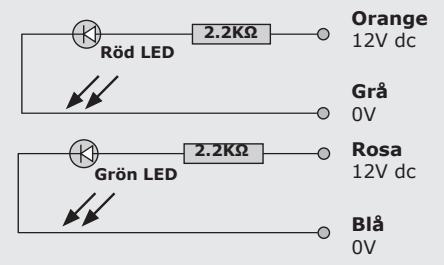 Orange
2.2KΩ
12V dc
Röd LED
Grå
0V
Rosa
2.2KΩ
12V dc
Grön LED
Blå
0V